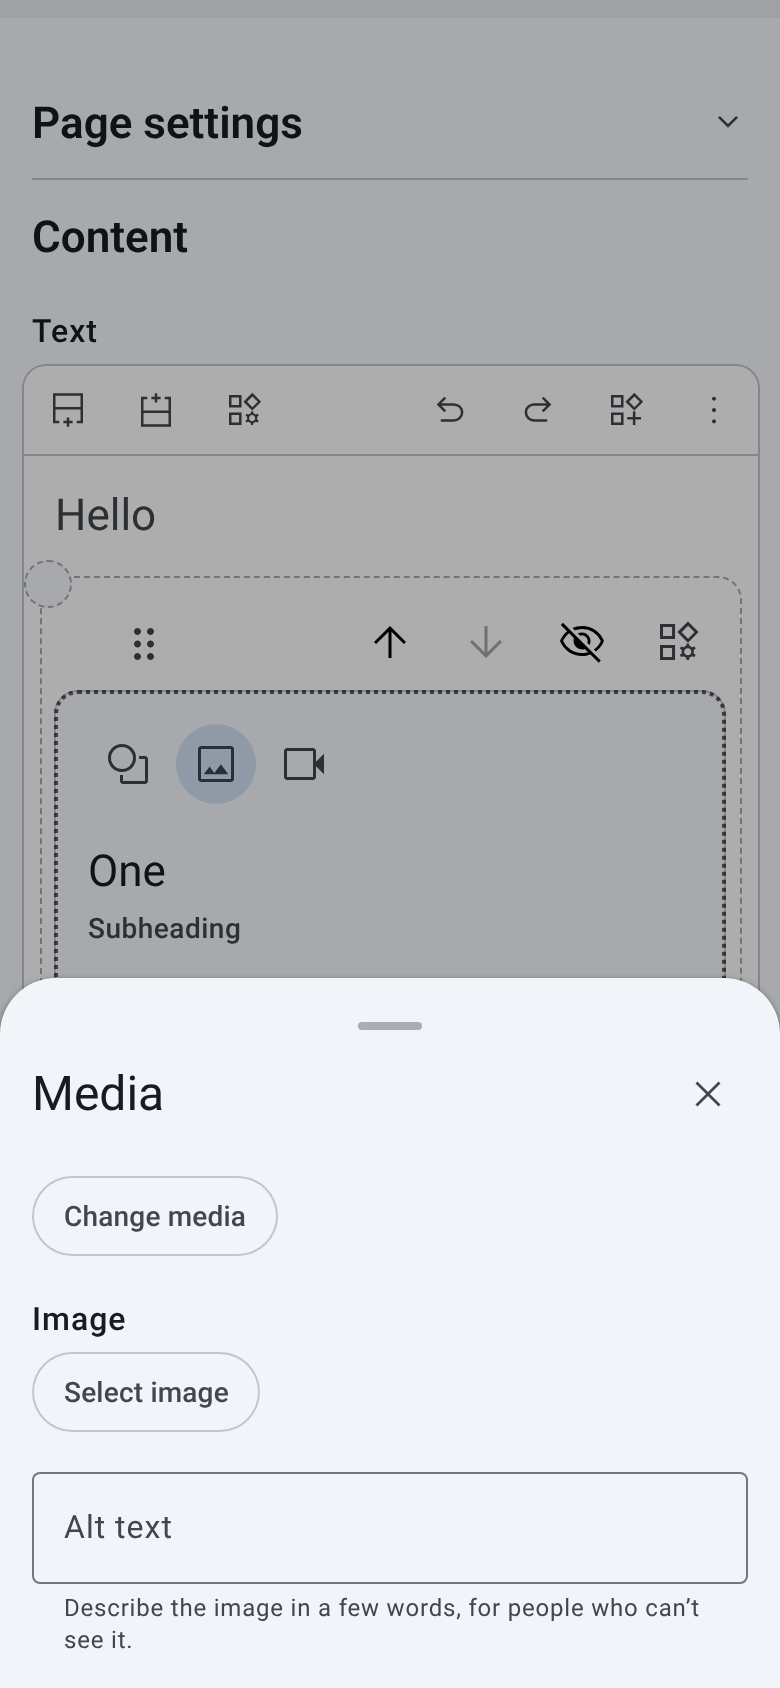 Page settings
Content
Text
Hello
One
Subheading
Media
Change media
Image
Select image
Alt text
Describe the image in a few words, for people who can’t
see it.